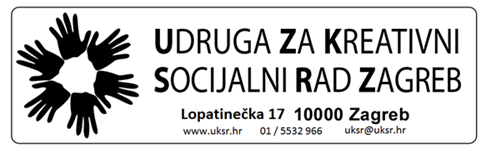 UDRUGA ZA KREATIVNI
SOCIJALNI RAD ZAGREB
Lopatinečka 17 10000 Zagreb
www.uksr.hr 01 / 5532 966 uksr@uksr.hr